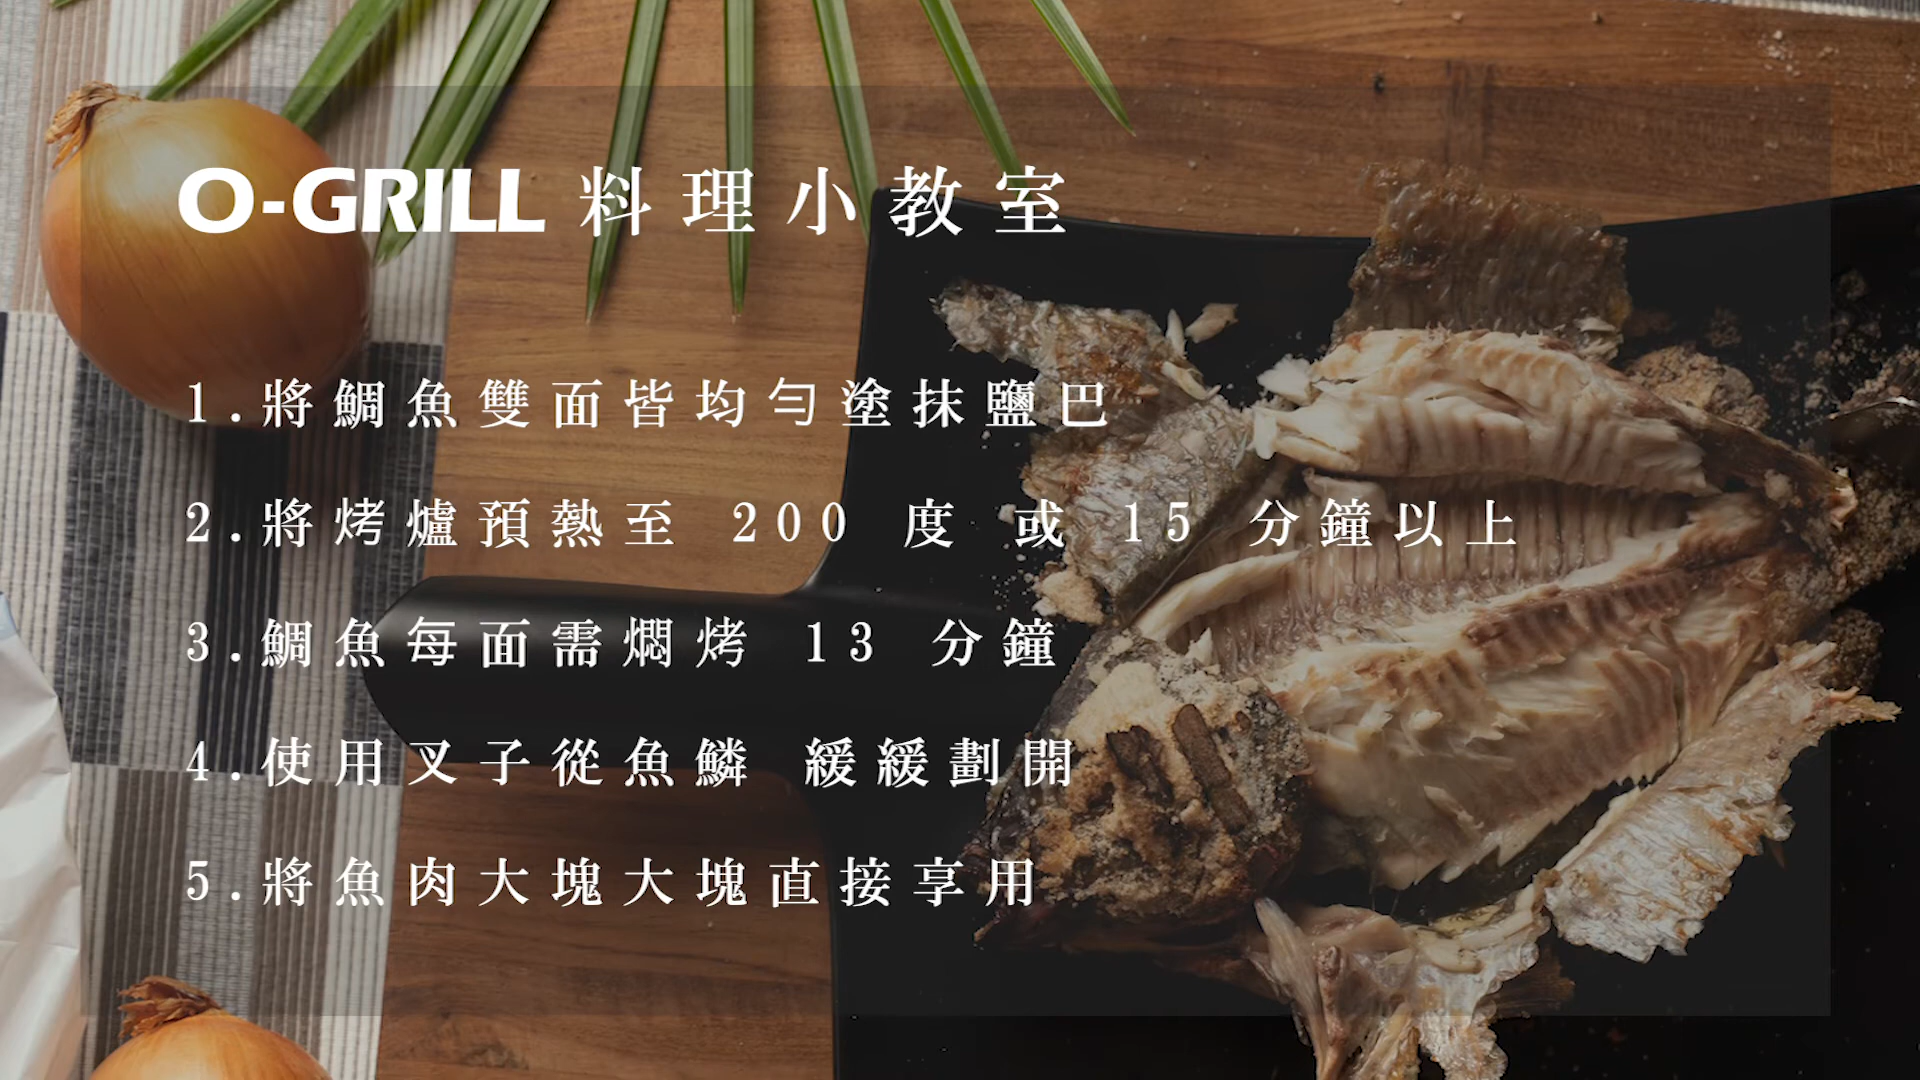 O-GRILL 料理小教室
1.將鯛魚雙面皆均勻塗抹鹽巴
2.將烤爐預熱至 200 度 或 15 分鐘以上
3.鯛魚每面需燜烤 13 分鐘
4.使用叉子從魚鱗 緩緩劃開
5.將魚肉大塊大塊直接享用